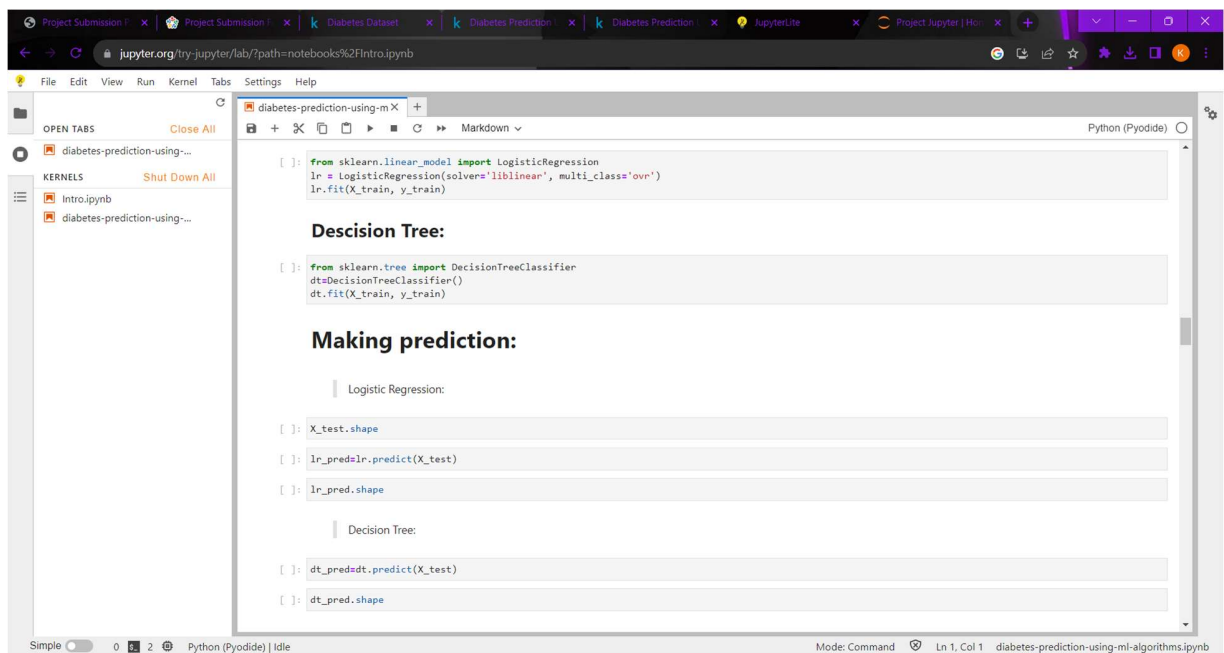 Project Submission F
Project Submission F
Diabetes Dataset
Diabetes Prediction
Diabetes Prediction
JupyterLite
Project Jupyter | Hon
jupyter.org/try-jupyter/lab/?path=notebooks%2FIntro.ipynb
K
File Edit View Run Kernel Tabs Settings Help
diabetes-prediction-using-m
OPEN TABS Close All
diabetes-prediction-using-...
KERNELS Shut Down All
Intro.ipynb
diabetes-prediction-using-...
Markdown
Python (Pyodide)
[ ]: from sklearn.linear_model import LogisticRegression
lr = LogisticRegression(solver='liblinear', multi_class='ovr')
lr.fit(X_train, y_train)
Descision Tree:
[ ]: from sklearn.tree import DecisionTreeClassifier
dt=DecisionTreeClassifier()
dt.fit(X_train, y_train)
Making prediction:
Logistic Regression:
[ ]: X_test.shape
[ ]: lr_pred=lr.predict(X_test)
[ ]: lr_pred.shape
Decision Tree:
[ ]: dt_pred=dt.predict(X_test)
[ ]: dt_pred.shape
Simple 0 2 Python (Pyodide) | Idle Mode: Command Ln 1, Col 1 diabetes-prediction-using-ml-algorithms.ipynb